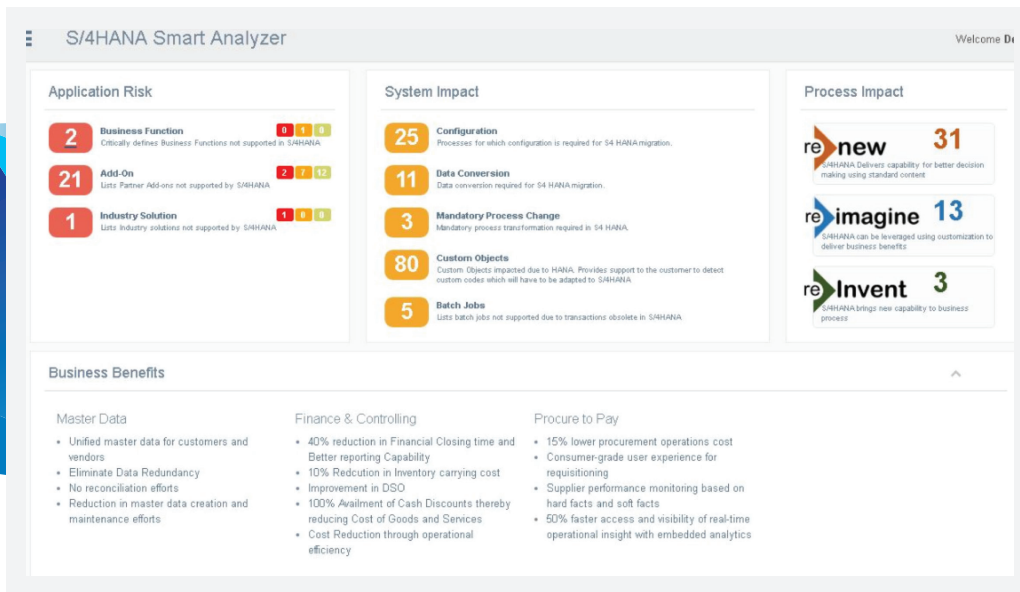 S/4HANA Smart Analyzer
Welcome
Application Risk
2
Business Function
0 1 0
Critically defines Business Functions not supported in S/4HANA
21
Add-On
2 7 12
Lists Partner Add-ons not supported by S/4HANA
1
Industry Solution
1 0 0
Lists Industry solutions not supported by S/4HANA
System Impact
25
Configuration
Processes for which configuration is required for S4 HANA migration.
11
Data Conversion
Data conversion required for S4 HANA migration.
3
Mandatory Process Change
Mandatory process transformation required in S4 HANA.
80
Custom Objects
Custom Objects impacted due to HANA. Provides support to the customer to detect
custom codes which will have to be adapted to S/4HANA
5
Batch Jobs
Lists batch jobs not supported due to transactions obsolete in S/4HANA
Process Impact
re new 31
S/4HANA Delivers capability for better decision
making using standard content
re imagine 13
S/4HANA can be leveraged using customization to
deliver business benefits
re Invent 3
S/4HANA brings new capability to business
process
Business Benefits
Master Data
• Unified master data for customers and
vendors
• Eliminate Data Redundancy
• No reconciliation efforts
• Reduction in master data creation and
maintenance efforts
Finance & Controlling
• 40% reduction in Financial Closing time and
Better reporting Capability
• 10% Redcution in Inventory carrying cost
• Improvement in DSO
• 100% Availment of Cash Discounts thereby
reducing Cost of Goods and Services
• Cost Reduction through operational
efficiency
Procure to Pay
• 15% lower procurement operations cost
• Consumer-grade user experience for
requisitioning
• Supplier performance monitoring based on
hard facts and soft facts
• 50% faster access and visibility of real-time
operational insight with embedded analytics